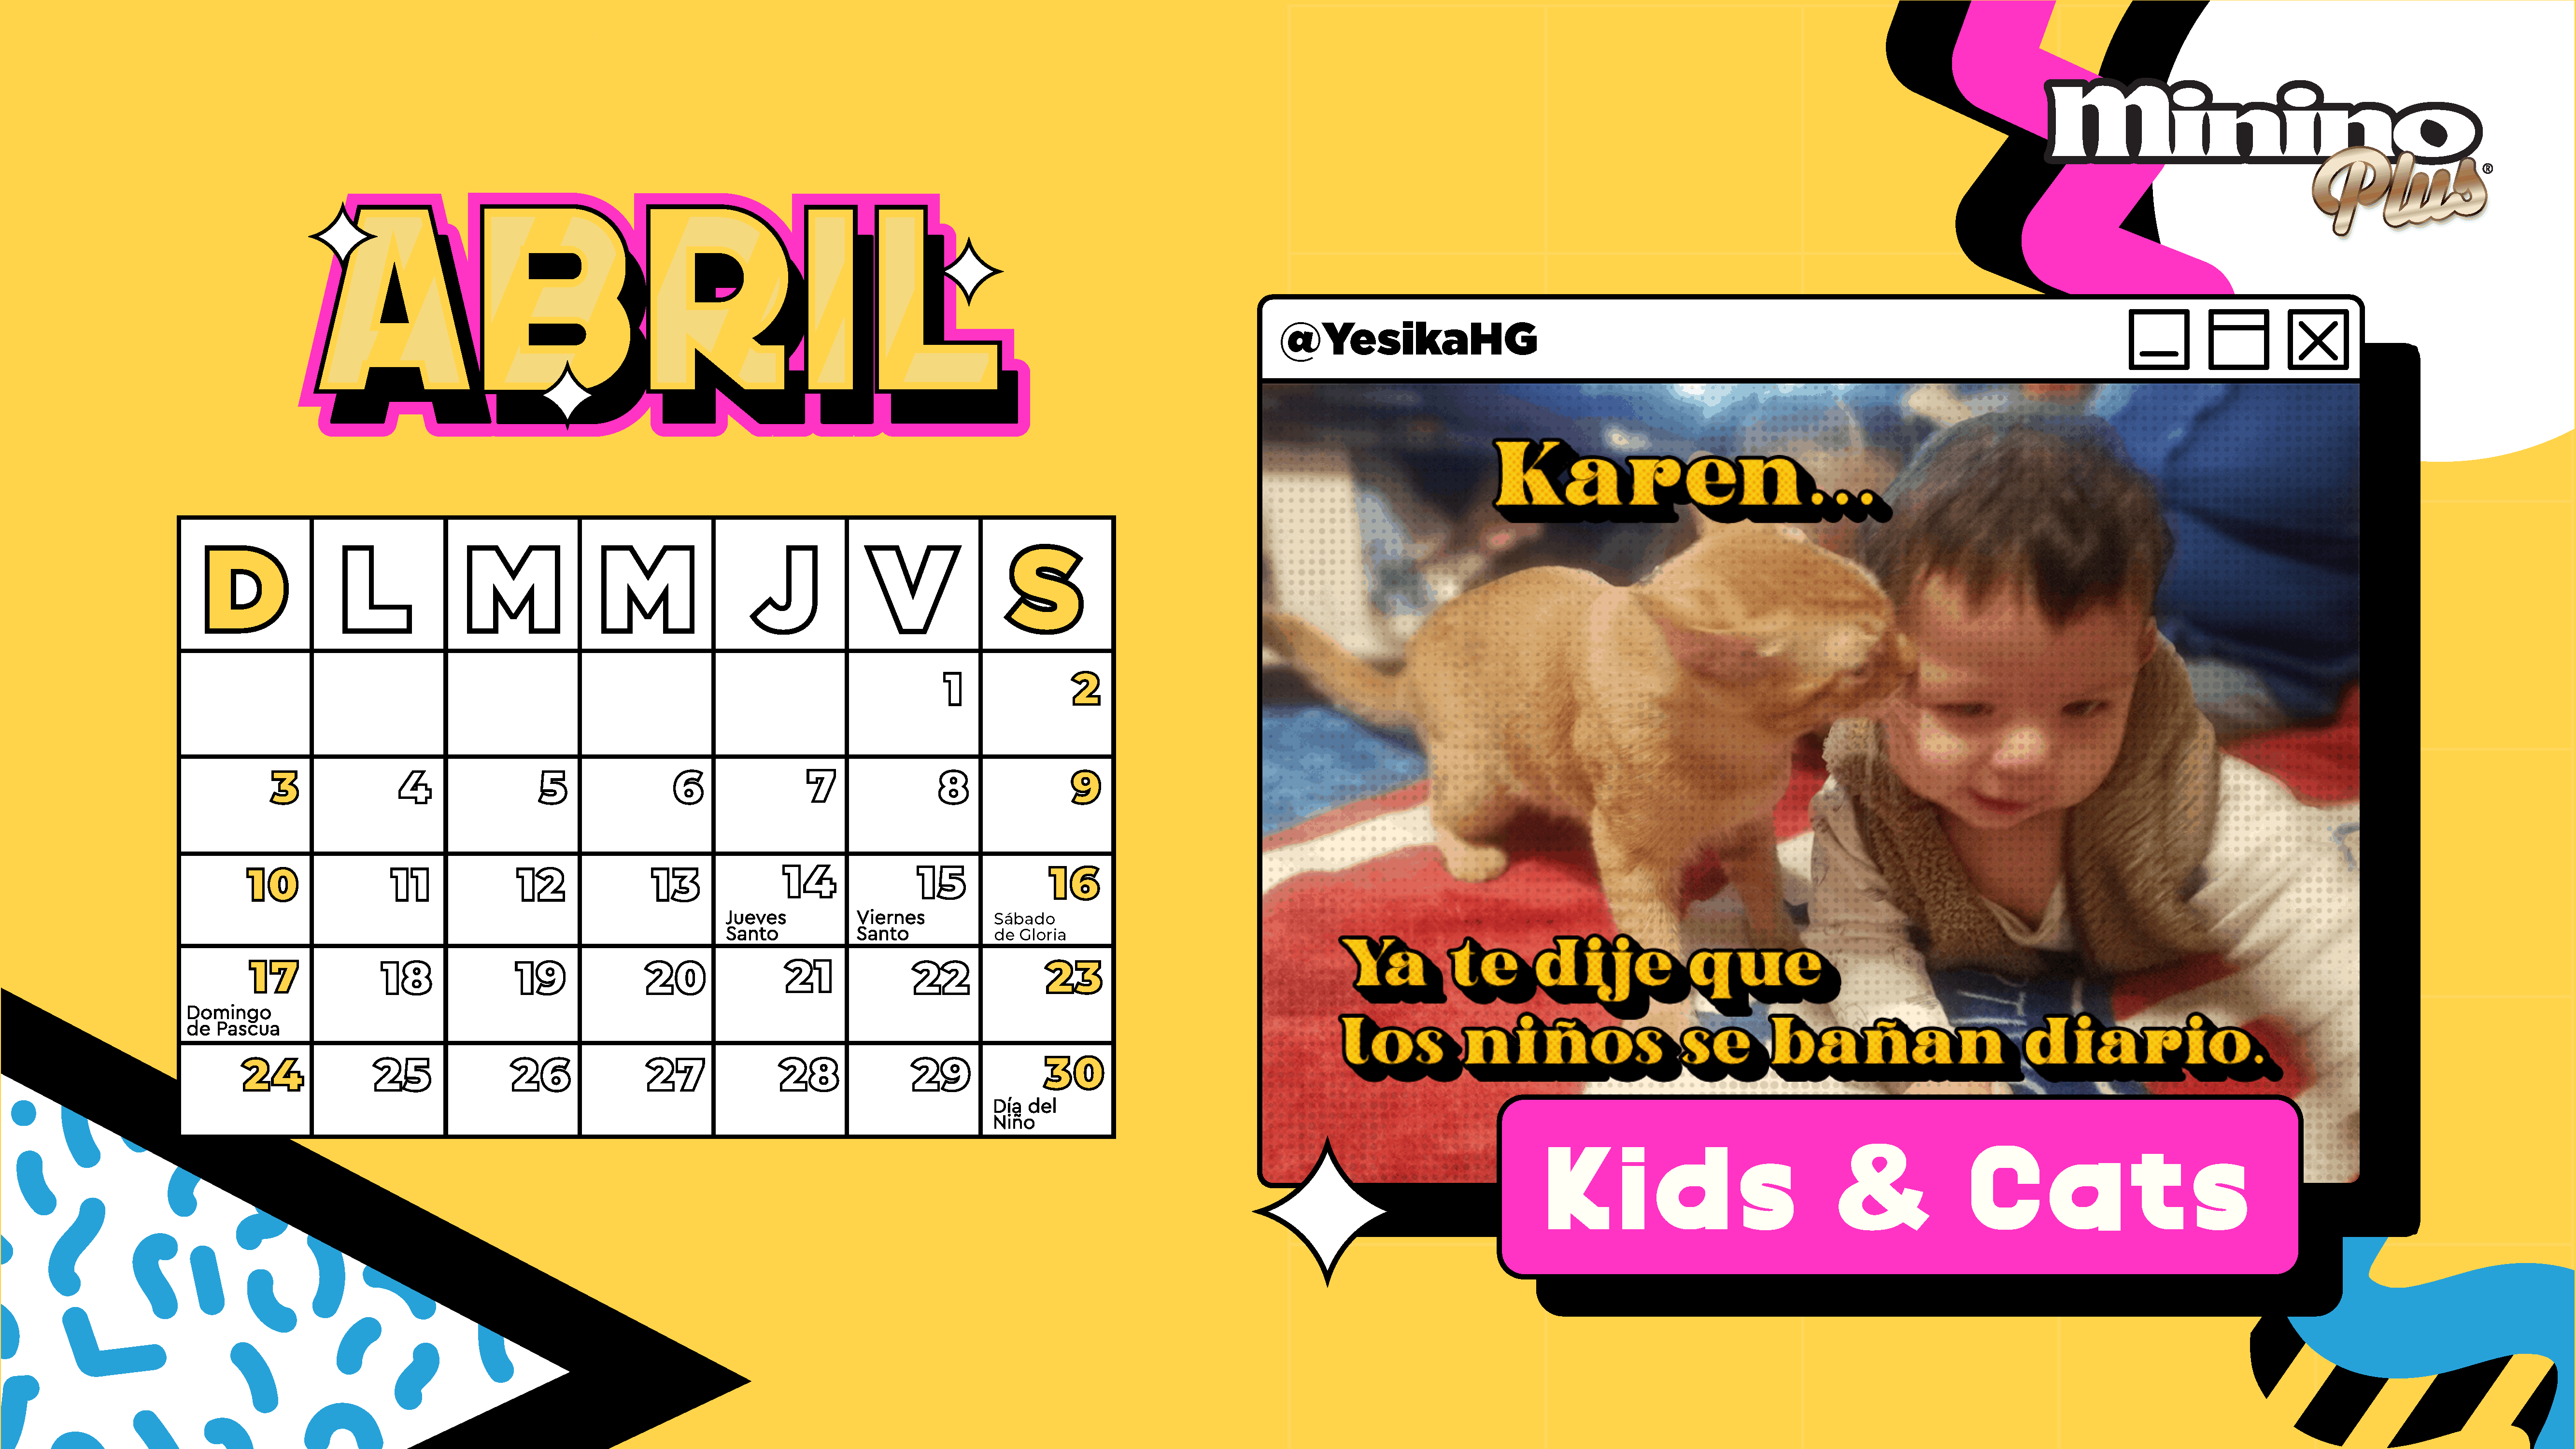 minino
Plus®
ABRIL
@YesikaHG
Karen...
Ya te dije que
los niños se bañan diario.
Kids & Cats
D L M M J V S
1 2
3 4 5 6 7 8 9
10 11 12 13 14 15 16
Jueves Viernes Sábado
Santo Santo de Gloria
17 18 19 20 21 22 23
Domingo
de Pascua
24 25 26 27 28 29 30
Día del
Niño